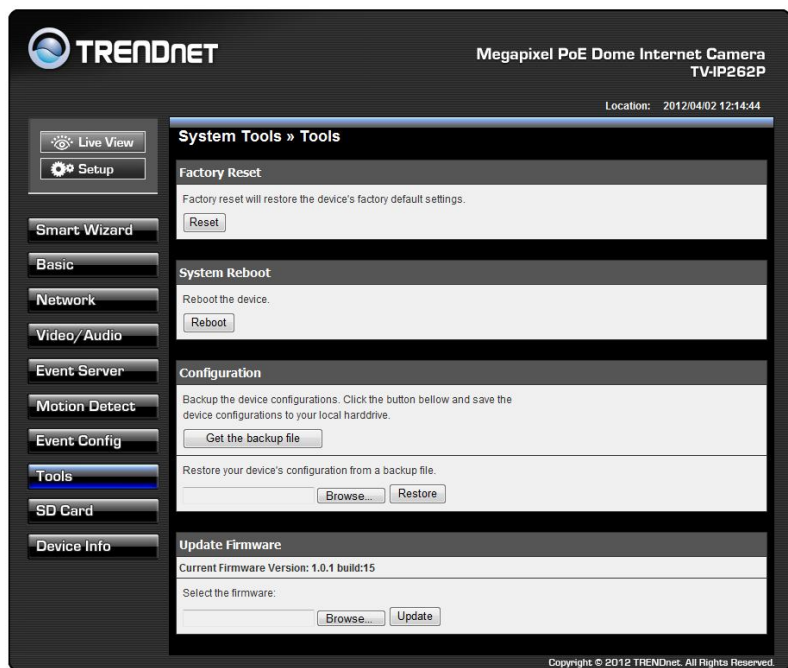 TRENDNET
Megapixel PoE Dome Internet Camera
TV-IP262P
Location: 2012/04/02 12:14:44
Live View
Setup
Smart Wizard
Basic
Network
Video/Audio
Event Server
Motion Detect
Event Config
Tools
SD Card
Device Info
System Tools » Tools
Factory Reset
Factory reset will restore the device's factory default settings.
Reset
System Reboot
Reboot the device.
Reboot
Configuration
Backup the device configurations. Click the button bellow and save the
device configurations to your local harddrive.
Get the backup file
Restore your device's configuration from a backup file.
Browse... Restore
Update Firmware
Current Firmware Version: 1.0.1 build:15
Select the firmware:
Browse... Update
Copyright © 2012 TRENDnet. All Rights Reserved.